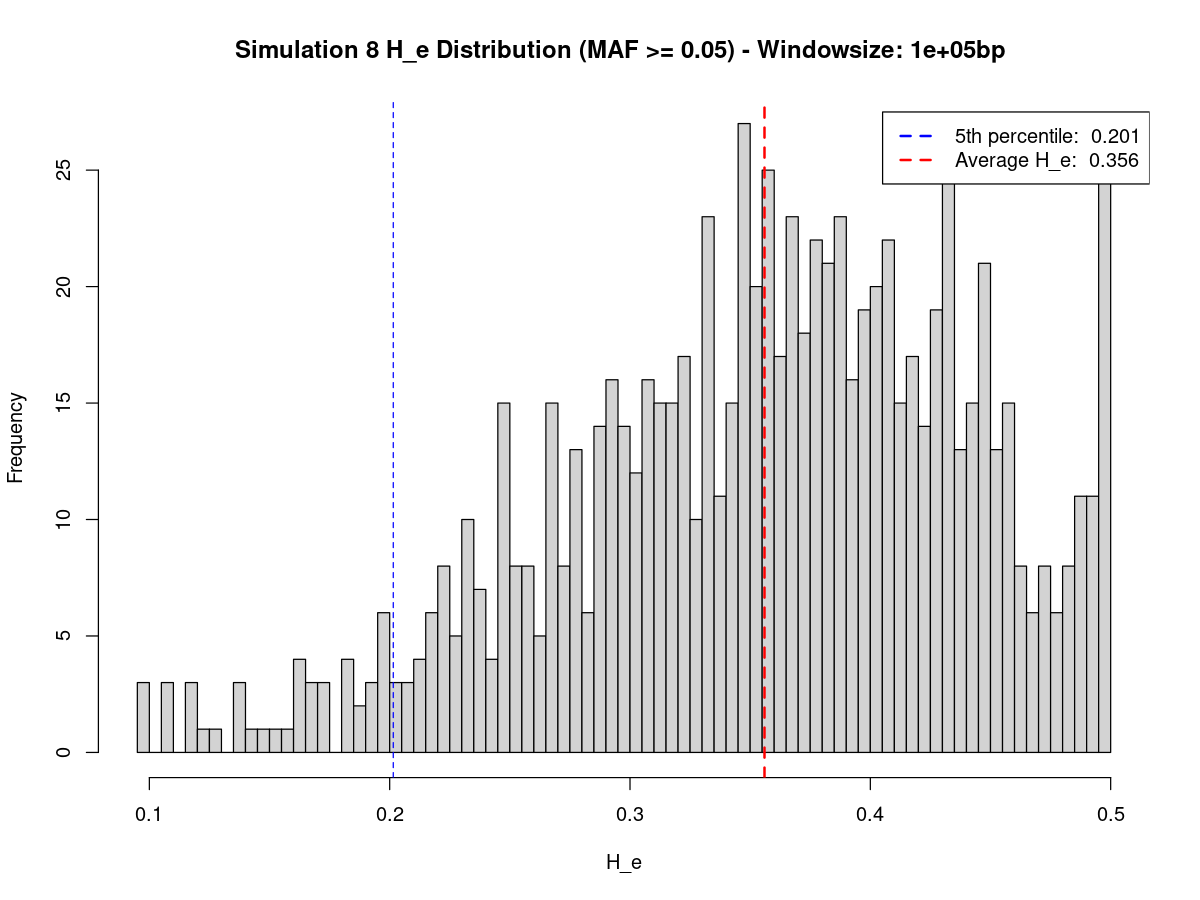 Simulation 8 H_e Distribution (MAF >= 0.05) - Windowsize: 1e+05bp
5th percentile: 0.201
Average H_e: 0.356
Frequency
25
20
15
10
5
0
0.1 0.2 0.3 0.4 0.5
H_e